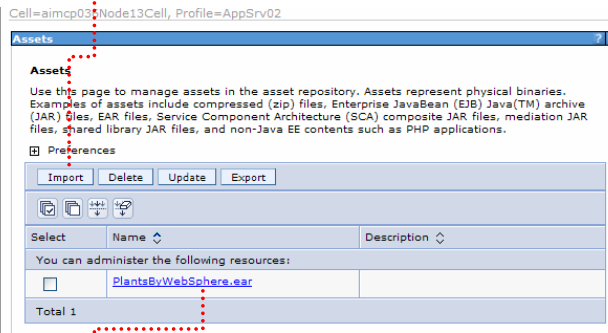 Cell=aimcp036Node13Cell, Profile=AppSrv02
Assets ?
Assets
Use this page to manage assets in the asset repository. Assets represent physical binaries.
Examples of assets include compressed (zip) files, Enterprise JavaBean (EJB) Java(TM) archive
(JAR) files, EAR files, Service Component Architecture (SCA) composite JAR files, mediation JAR
files, shared library JAR files, and non-Java EE contents such as PHP applications.
Preferences
Import Delete Update Export
Select Name Description
You can administer the following resources:
PlantsByWebSphere.ear
Total 1